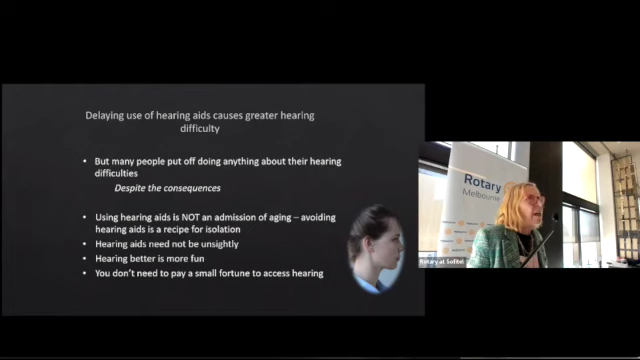 Delaying use of hearing aids causes greater hearing
difficulty
• But many people put off doing anything about their hearing
difficulties
Despite the consequences
• Using hearing aids is NOT an admission of aging – avoiding
hearing aids is a recipe for isolation
• Hearing aids need not be unsightly
• Hearing better is more fun
• You don't need to pay a small fortune to access hearing
Rotary
Melbourne
Rotary at Sofitel